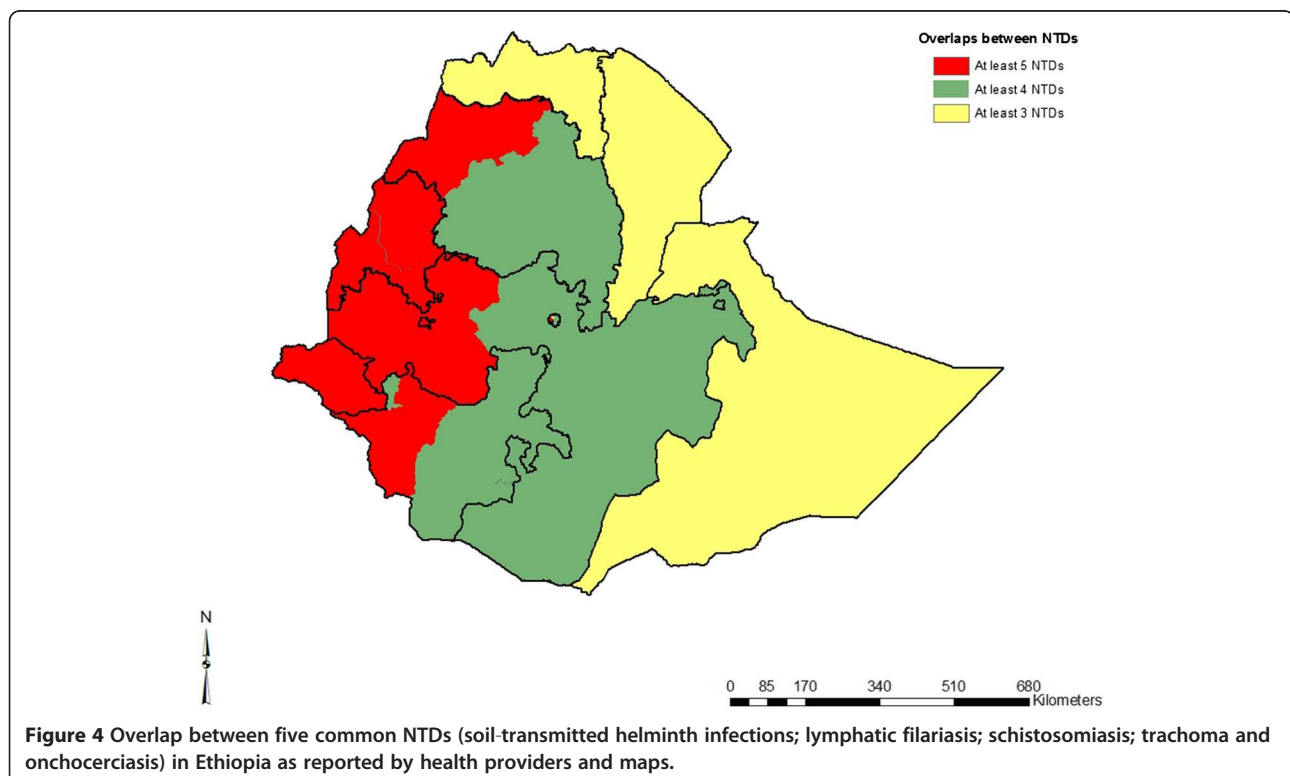 Overlaps between NTDs
At least 5 NTDs
At least 4 NTDs
At least 3 NTDs
N
0 85 170 340 510 680
Kilometers
Figure 4 Overlap between five common NTDs (soil-transmitted helminth infections; lymphatic filariasis; schistosomiasis; trachoma and
onchocerciasis) in Ethiopia as reported by health providers and maps.